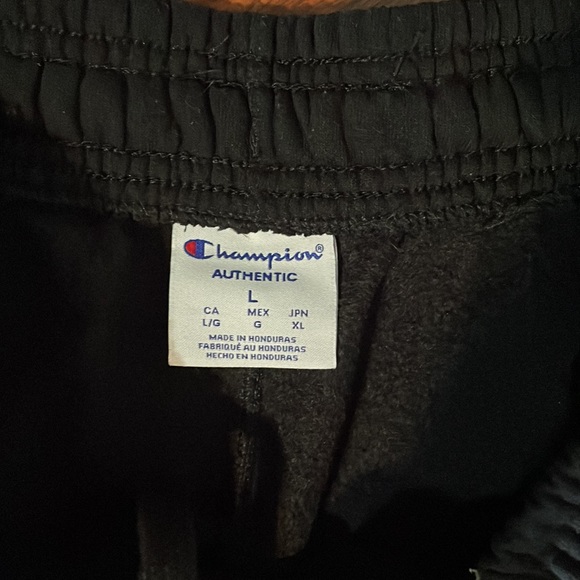 Champion®
AUTHENTIC
L
CA MEX JPN
L/G G XL
MADE IN HONDURAS
FABRIQUÉ AU HONDURAS
HECHO EN HONDURAS